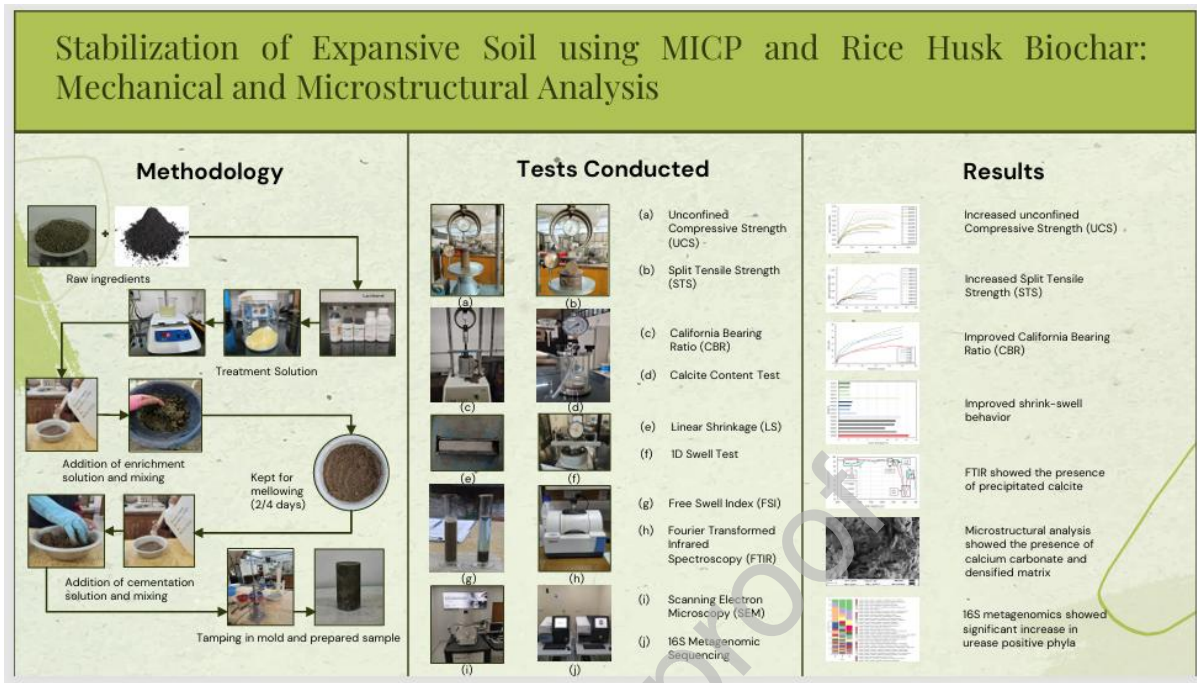 Stabilization of Expansive Soil using MICP and Rice Husk Biochar:
Mechanical and Microstructural Analysis
Methodology
+
Raw ingredients
Treatment Solution
Addition of enrichment
solution and mixing
Kept for
mellowing
(2/4 days)
Addition of cementation
solution and mixing
Tamping in mold and prepared sample
Tests Conducted
(a)
(b)
(c)
(d)
(e)
(f)
(g)
(h)
(i)
(j)
(a) Unconfined
Compressive Strength
(UCS)
(b) Split Tensile Strength
(STS)
(c) California Bearing
Ratio (CBR)
(d) Calcite Content Test
(e) Linear Shrinkage (LS)
(f) 1D Swell Test
(g) Free Swell Index (FSI)
(h) Fourier Transformed
Infrared
Spectroscopy (FTIR)
(i) Scanning Electron
Microscopy (SEM)
(j) 16S Metagenomic
Sequencing
Results
Increased unconfined
Compressive Strength (UCS)
Increased Split Tensile
Strength (STS)
Improved California Bearing
Ratio (CBR)
Improved shrink-swell
behavior
FTIR showed the presence
of precipitated calcite
Microstructural analysis
showed the presence of
calcium carbonate and
densified matrix
16S metagenomics showed
significant increase in
urease positive phyla
proof